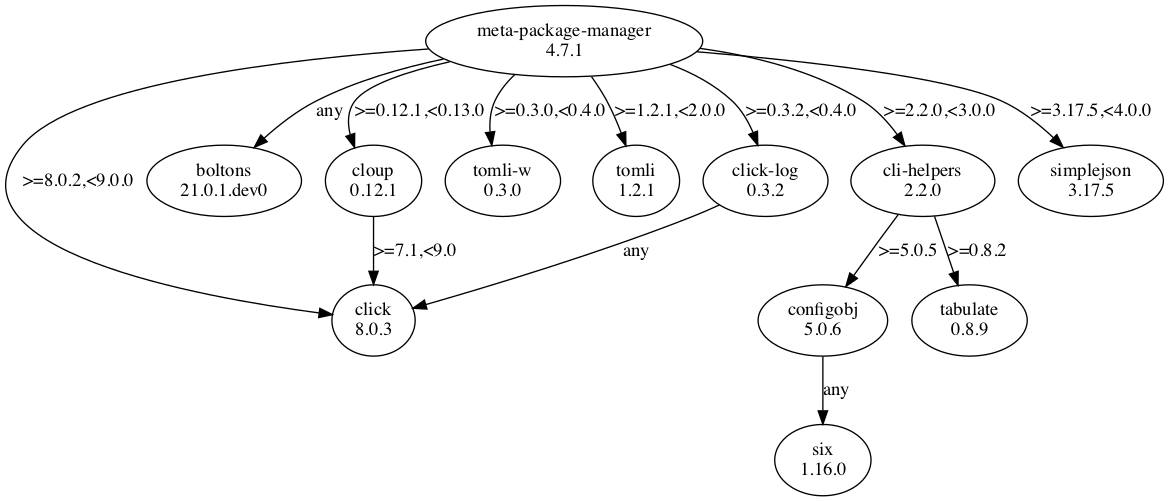 meta-package-manager
4.7.1
any
>=0.12.1,<0.13.0
>=0.3.0,<0.4.0
>=1.2.1,<2.0.0
>=0.3.2,<0.4.0
>=2.2.0,<3.0.0
>=3.17.5,<4.0.0
>=8.0.2,<9.0.0
boltons
21.0.1.dev0
cloup
0.12.1
tomli-w
0.3.0
tomli
1.2.1
click-log
0.3.2
cli-helpers
2.2.0
simplejson
3.17.5
>=7.1,<9.0
any
>=5.0.5
>=0.8.2
click
8.0.3
configobj
5.0.6
tabulate
0.8.9
any
six
1.16.0